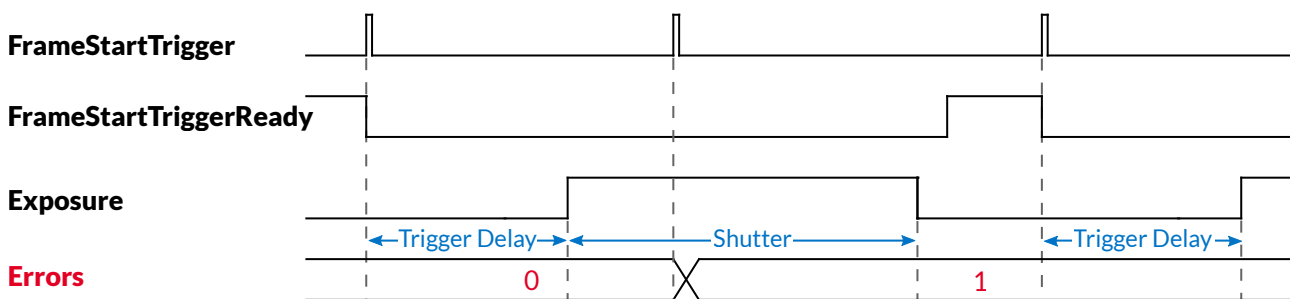 FrameStartTrigger
FrameStartTriggerReady
Exposure
Trigger Delay Shutter Trigger Delay
Errors 0 1